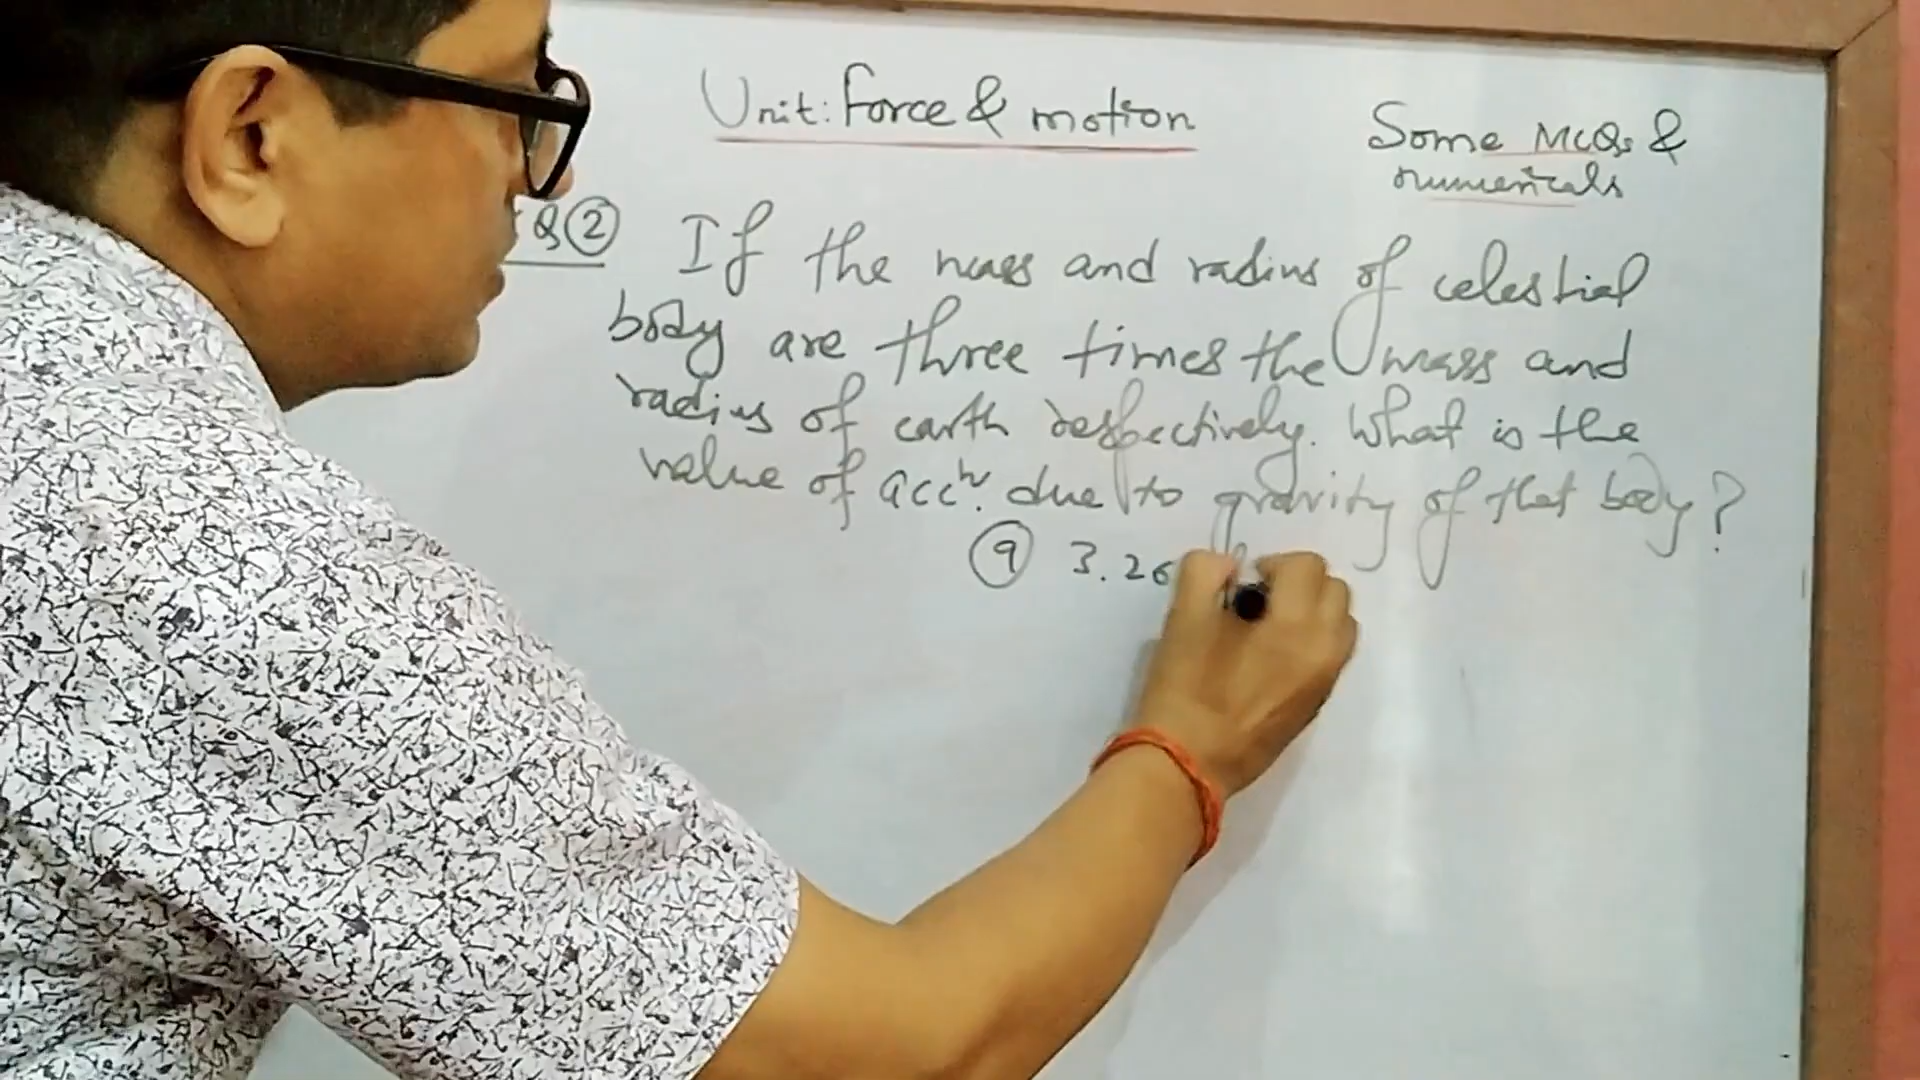 Unit: Force & motion
Some MCQs &
numericals
Q 2 If the mass and radius of celestial
body are three times the mass and
radius of earth respectively. What is the
value of accn. due to gravity of that body?
a 3.26